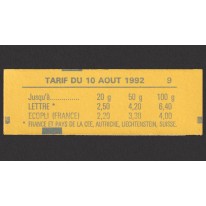 TARIF DU 10 AOUT 1992 9
Jusqu'à................ 20 g 50 g 100 g
LETTRE * 2,50 4,20 6,40
ECOPLI (FRANCE) 2,20 3,30 4,00
* FRANCE ET PAYS DE LA CEE, AUTRICHE, LIECHTENSTEIN, SUISSE.